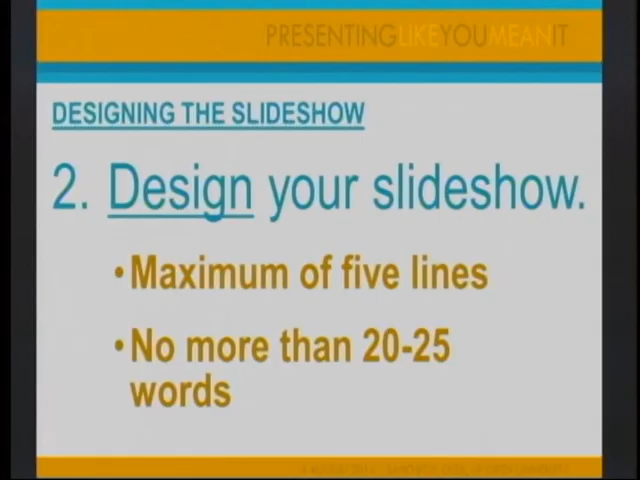 PRESENTINGLIKEYOUMEANIT
DESIGNING THE SLIDESHOW
2. Design your slideshow.
•Maximum of five lines
•No more than 20-25
words